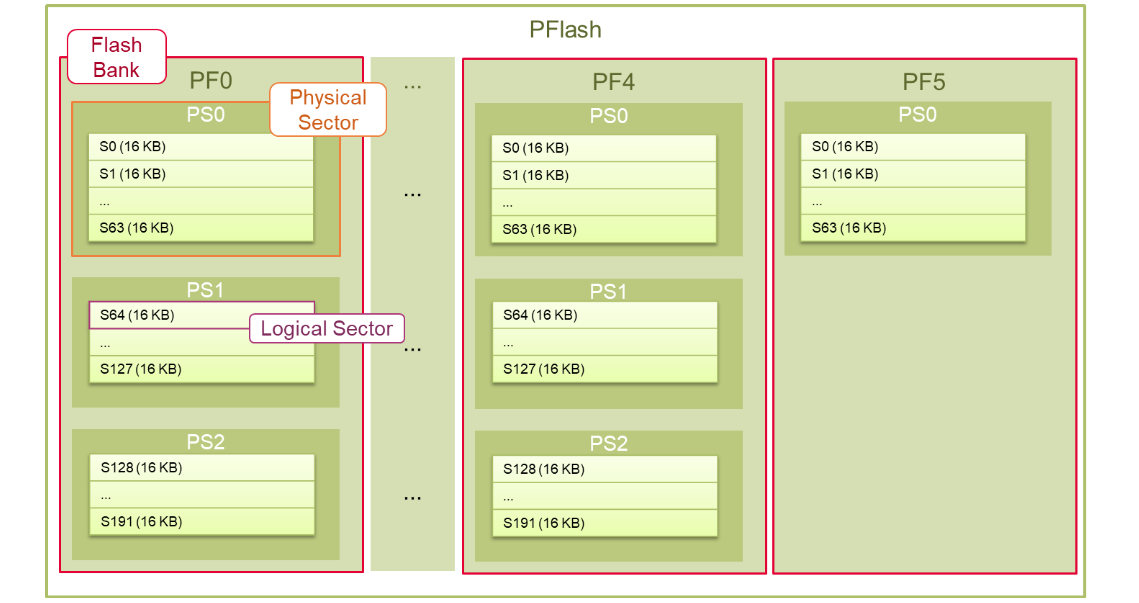 PFlash
Flash
Bank
PF0
Physical
Sector
PS0
S0 (16 KB)
S1 (16 KB)
...
S63 (16 KB)
PS1
S64 (16 KB)
Logical Sector
...
S127 (16 KB)
PS2
S128 (16 KB)
...
S191 (16 KB)
...
...
...
...
PF4
PS0
S0 (16 KB)
S1 (16 KB)
...
S63 (16 KB)
PS1
S64 (16 KB)
...
S127 (16 KB)
PS2
S128 (16 KB)
...
S191 (16 KB)
PF5
PS0
S0 (16 KB)
S1 (16 KB)
...
S63 (16 KB)